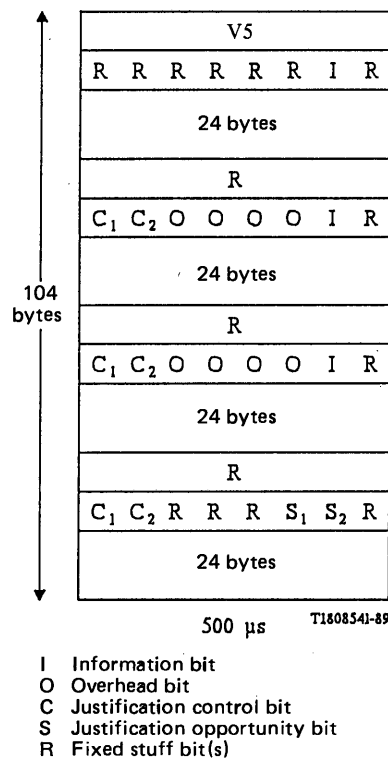 V5
R R R R R R I R
24 bytes
R
C₁ C₂ O O O O I R
24 bytes
104
bytes
R
C₁ C₂ O O O O I R
24 bytes
R
C₁ C₂ R R R S₁ S₂ R
24 bytes
500 µs T1808541-89
I Information bit
O Overhead bit
C Justification control bit
S Justification opportunity bit
R Fixed stuff bit(s)